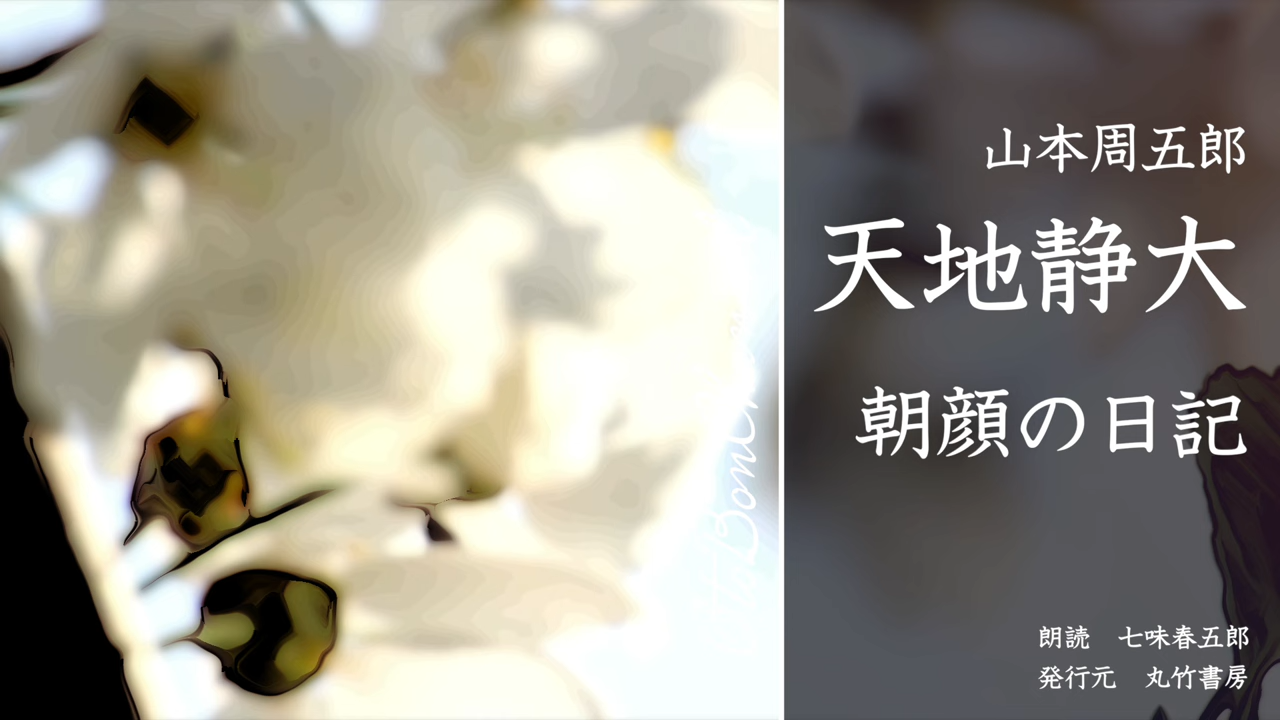 山本周五郎
天地静大
朝顔の日記
朗読　七味春五郎
発行元　丸竹書房